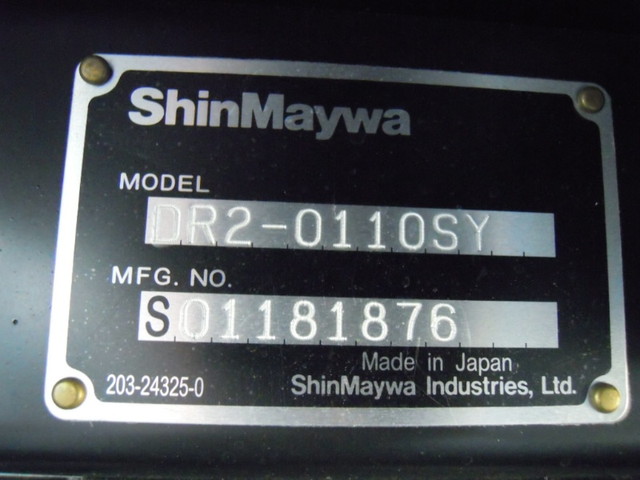 ShinMaywa
MODEL
DR2-0110SY
MFG. NO.
S01181876
Made in Japan
203-24325-0 ShinMaywa Industries, Ltd.